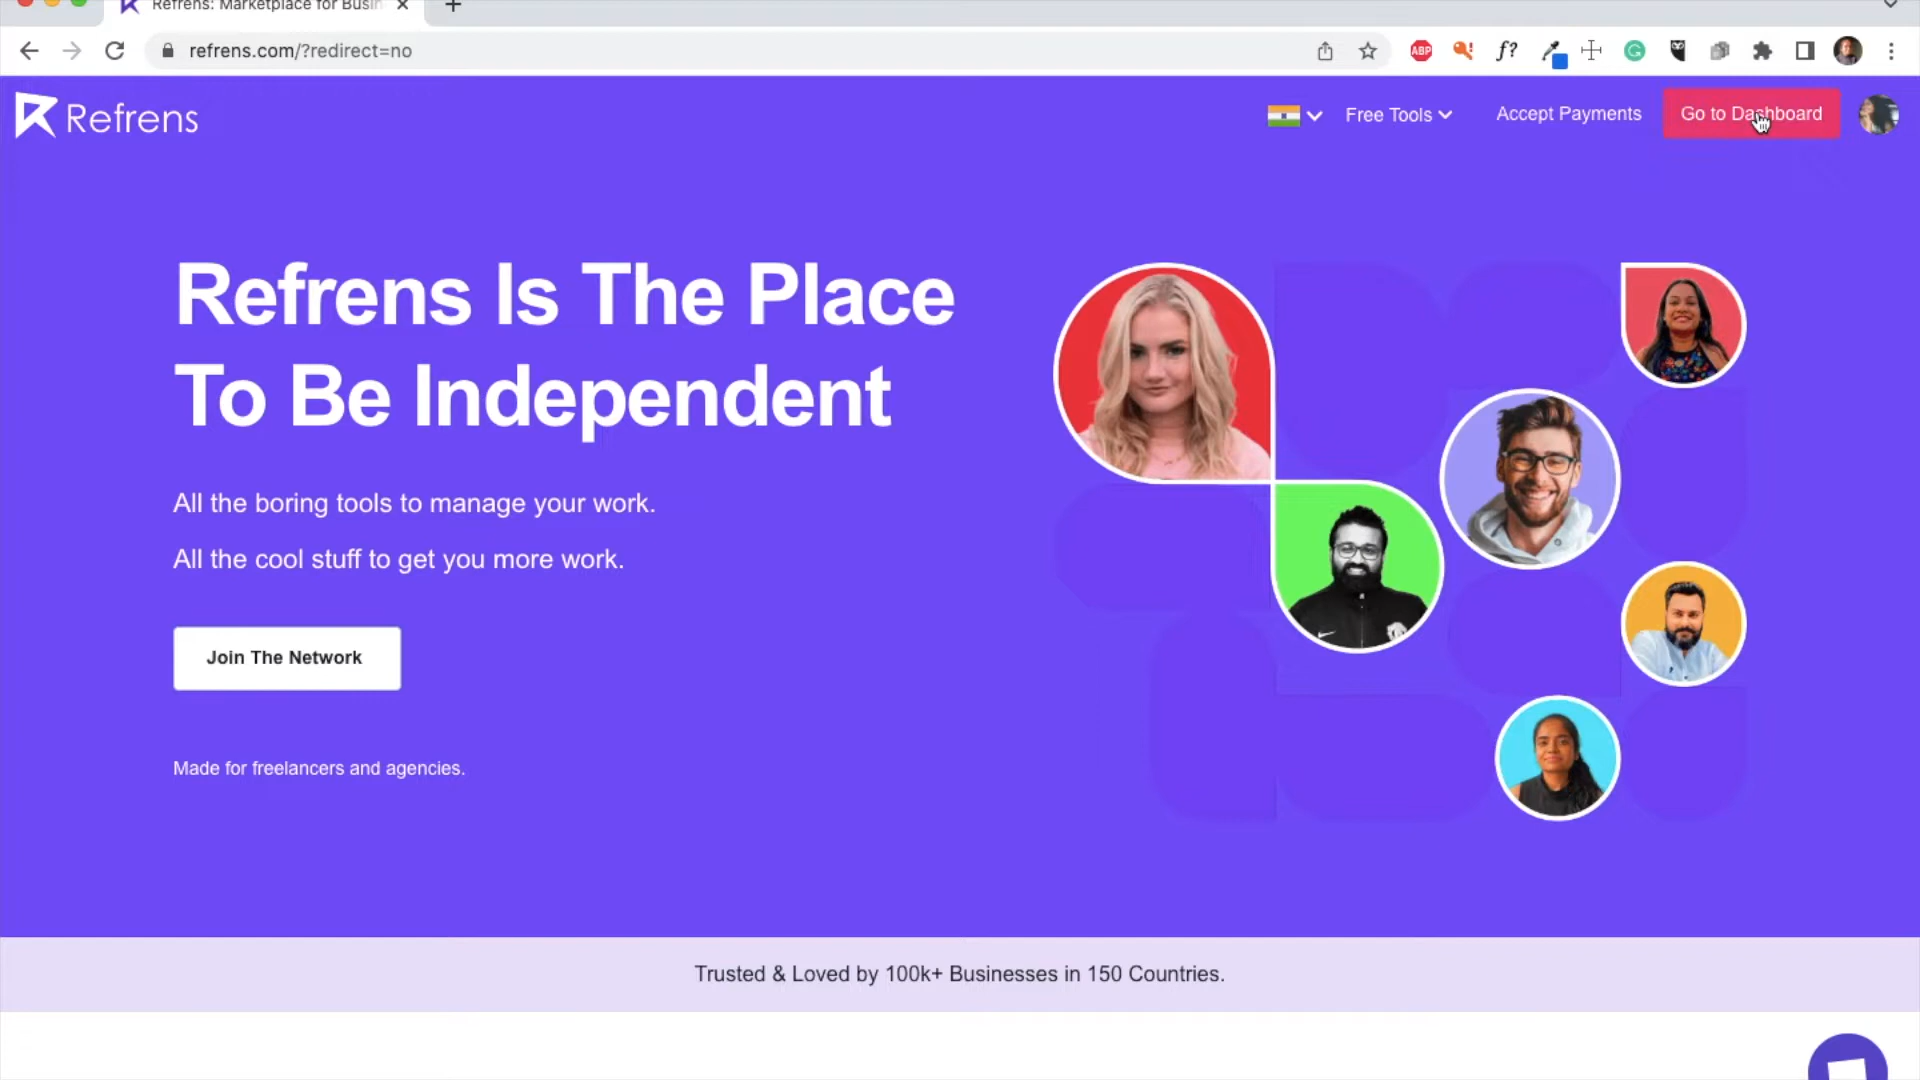 Refrens: Marketplace for Busin
refrens.com/?redirect=no
ABP
f?
Refrens
Free Tools
Accept Payments
Go to Dashboard
Refrens Is The Place
To Be Independent
All the boring tools to manage your work.
All the cool stuff to get you more work.
Join The Network
Made for freelancers and agencies.
Trusted & Loved by 100k+ Businesses in 150 Countries.